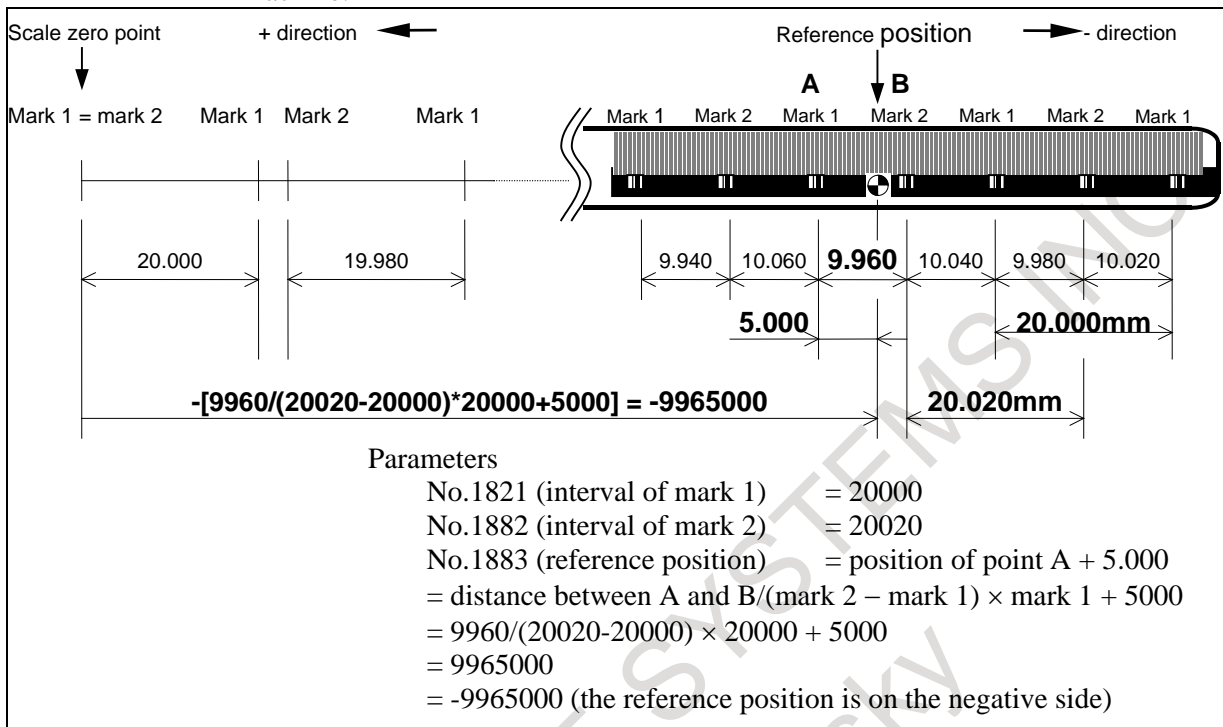 Scale zero point + direction Reference position - direction
A B
Mark 1 = mark 2 Mark 1 Mark 2 Mark 1 Mark 1 Mark 2 Mark 1 Mark 2 Mark 1 Mark 2 Mark 1
20.000 19.980 9.940 10.060 9.960 10.040 9.980 10.020
5.000 20.000mm
-[9960/(20020-20000)*20000+5000] = -9965000 20.020mm
Parameters
No.1821 (interval of mark 1) = 20000
No.1882 (interval of mark 2) = 20020
No.1883 (reference position) = position of point A + 5.000
= distance between A and B/(mark 2 – mark 1) × mark 1 + 5000
= 9960/(20020-20000) × 20000 + 5000
= 9965000
= -9965000 (the reference position is on the negative side)